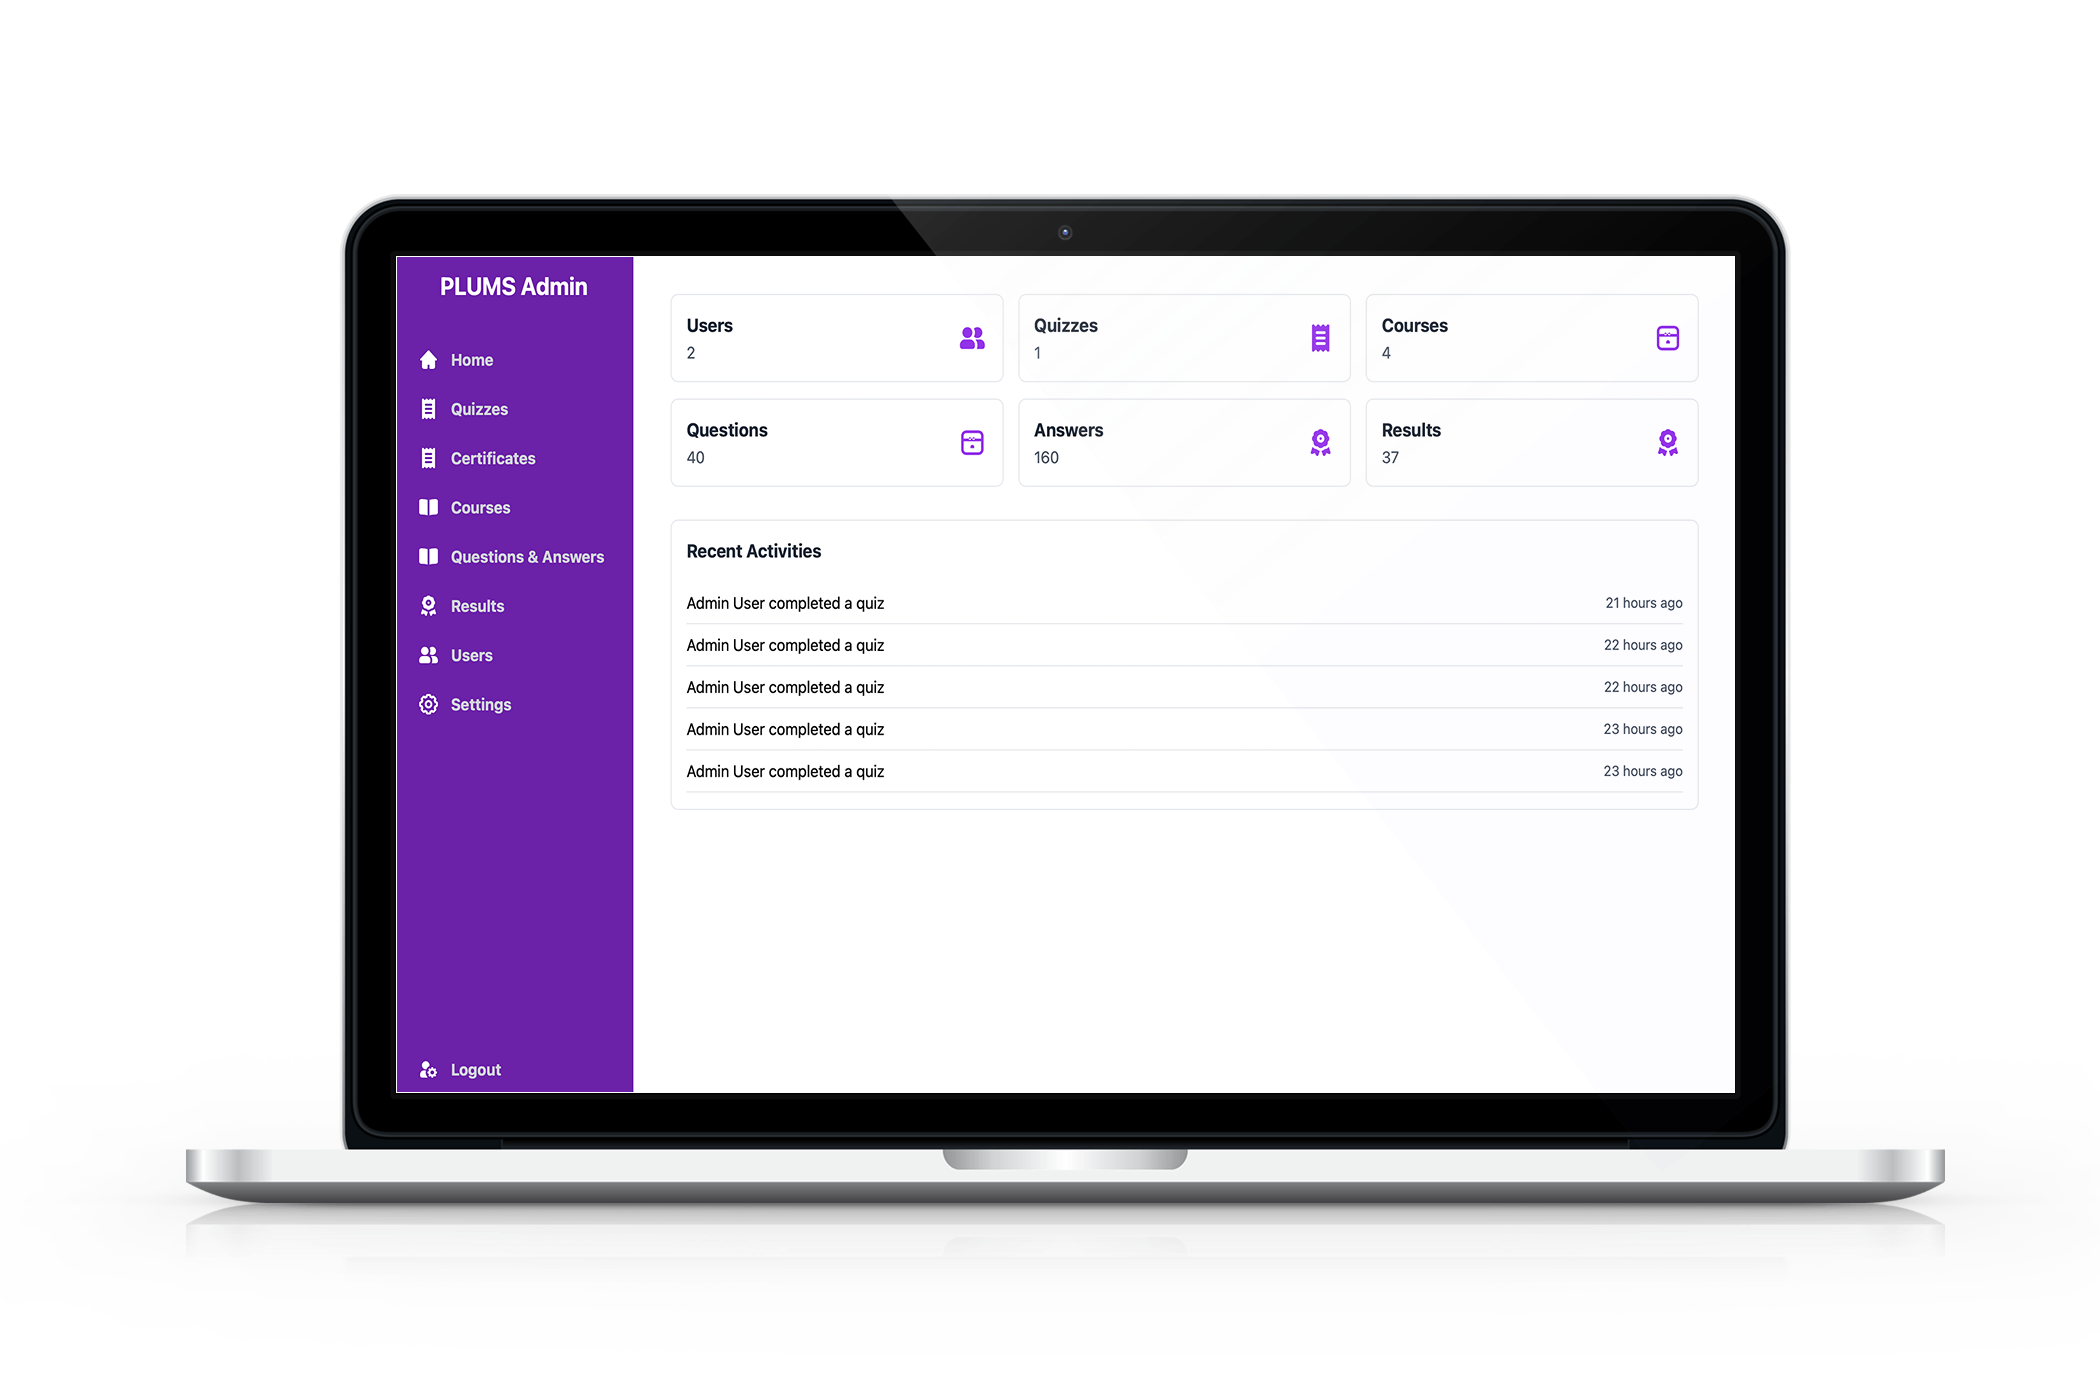 PLUMS Admin
Home
Quizzes
Certificates
Courses
Questions & Answers
Results
Users
Settings
Logout
Users
2
Quizzes
1
Courses
4
Questions
40
Answers
160
Results
37
Recent Activities
Admin User completed a quiz 21 hours ago
Admin User completed a quiz 22 hours ago
Admin User completed a quiz 22 hours ago
Admin User completed a quiz 23 hours ago
Admin User completed a quiz 23 hours ago